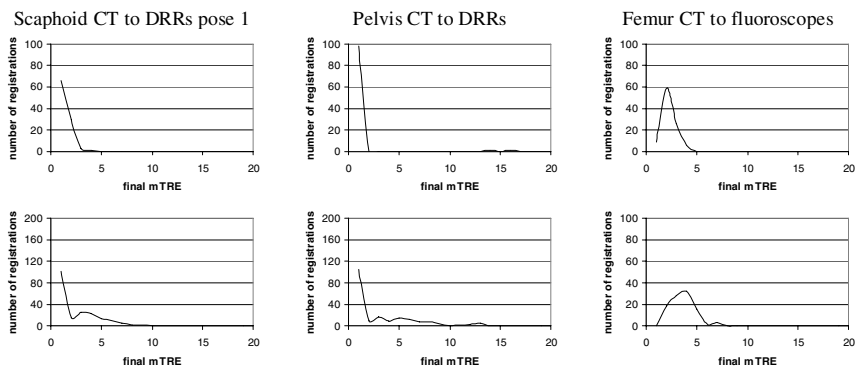 Scaphoid CT to DRRs pose 1
Pelvis CT to DRRs
Femur CT to fluoroscopes
number of registrations
100
80
60
40
20
0
0 5 10 15 20
final mTRE
number of registrations
100
80
60
40
20
0
0 5 10 15 20
final mTRE
number of registrations
100
80
60
40
20
0
0 5 10 15 20
final mTRE
number of registrations
200
160
120
80
40
0
0 5 10 15 20
final mTRE
number of registrations
200
160
120
80
40
0
0 5 10 15 20
final mTRE
number of registrations
100
80
60
40
20
0
0 5 10 15 20
final mTRE